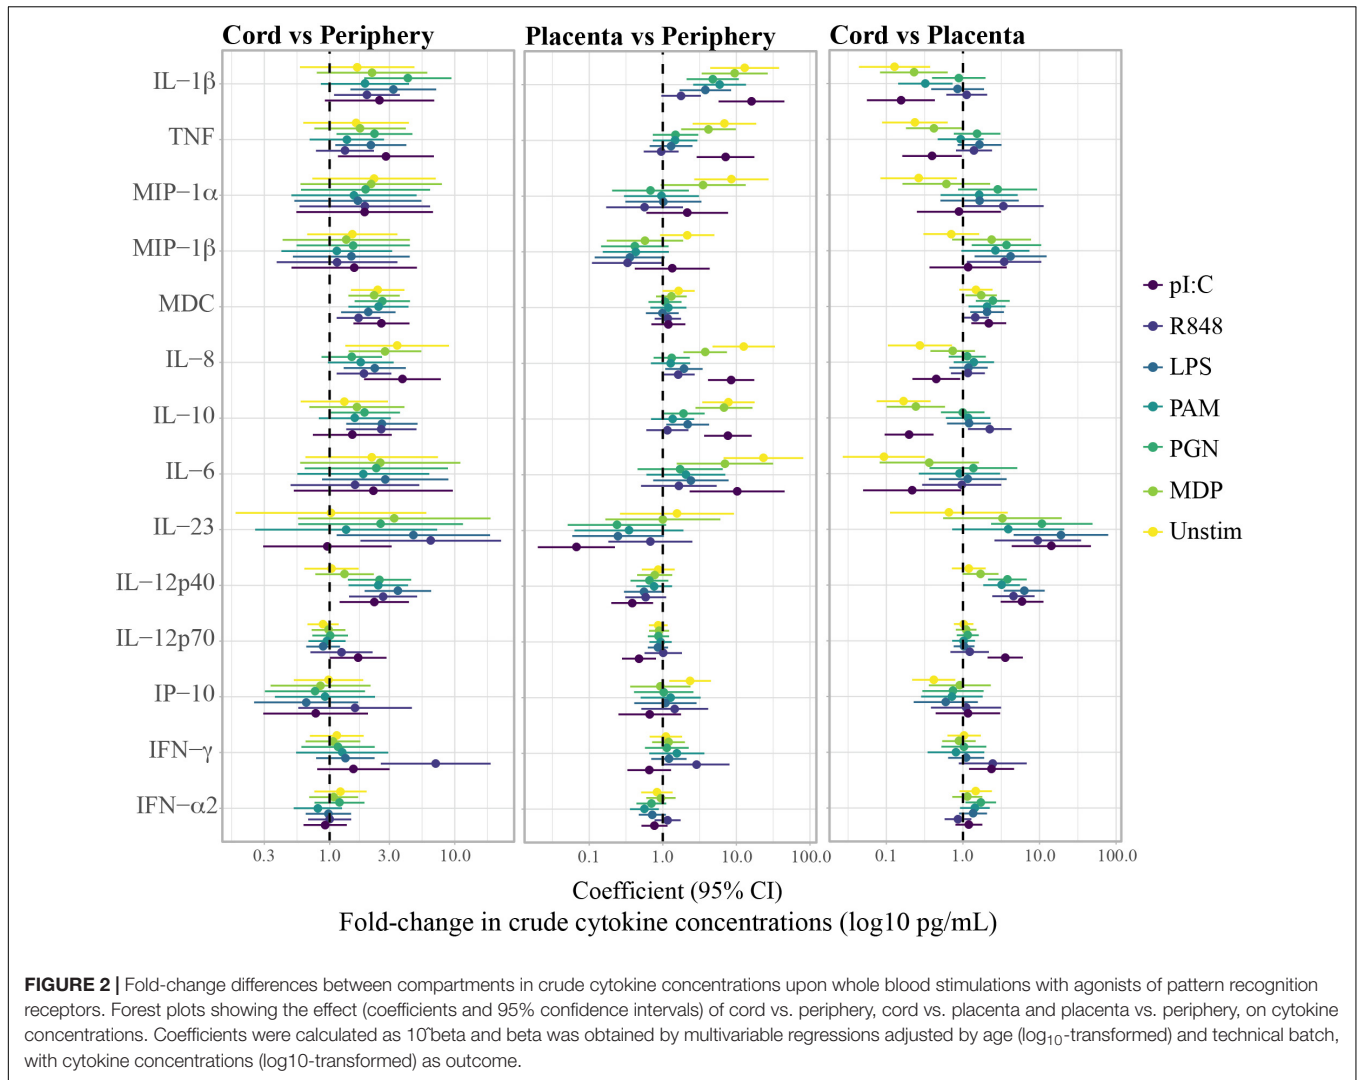 Cord vs Periphery
Placenta vs Periphery
Cord vs Placenta
IL−1β
TNF
MIP−1α
MIP−1β
MDC
IL−8
IL−10
IL−6
IL−23
IL−12p40
IL−12p70
IP−10
IFN−γ
IFN−α2
0.3 1.0 3.0 10.0
0.1 1.0 10.0 100.0
0.1 1.0 10.0 100.0
pI:C
R848
LPS
PAM
PGN
MDP
Unstim
Coefficient (95% CI)
Fold-change in crude cytokine concentrations (log10 pg/mL)
FIGURE 2 | Fold-change differences between compartments in crude cytokine concentrations upon whole blood stimulations with agonists of pattern recognition
receptors. Forest plots showing the effect (coefficients and 95% confidence intervals) of cord vs. periphery, cord vs. placenta and placenta vs. periphery, on cytokine
concentrations. Coefficients were calculated as 10ˆbeta and beta was obtained by multivariable regressions adjusted by age (log10-transformed) and technical batch,
with cytokine concentrations (log10-transformed) as outcome.